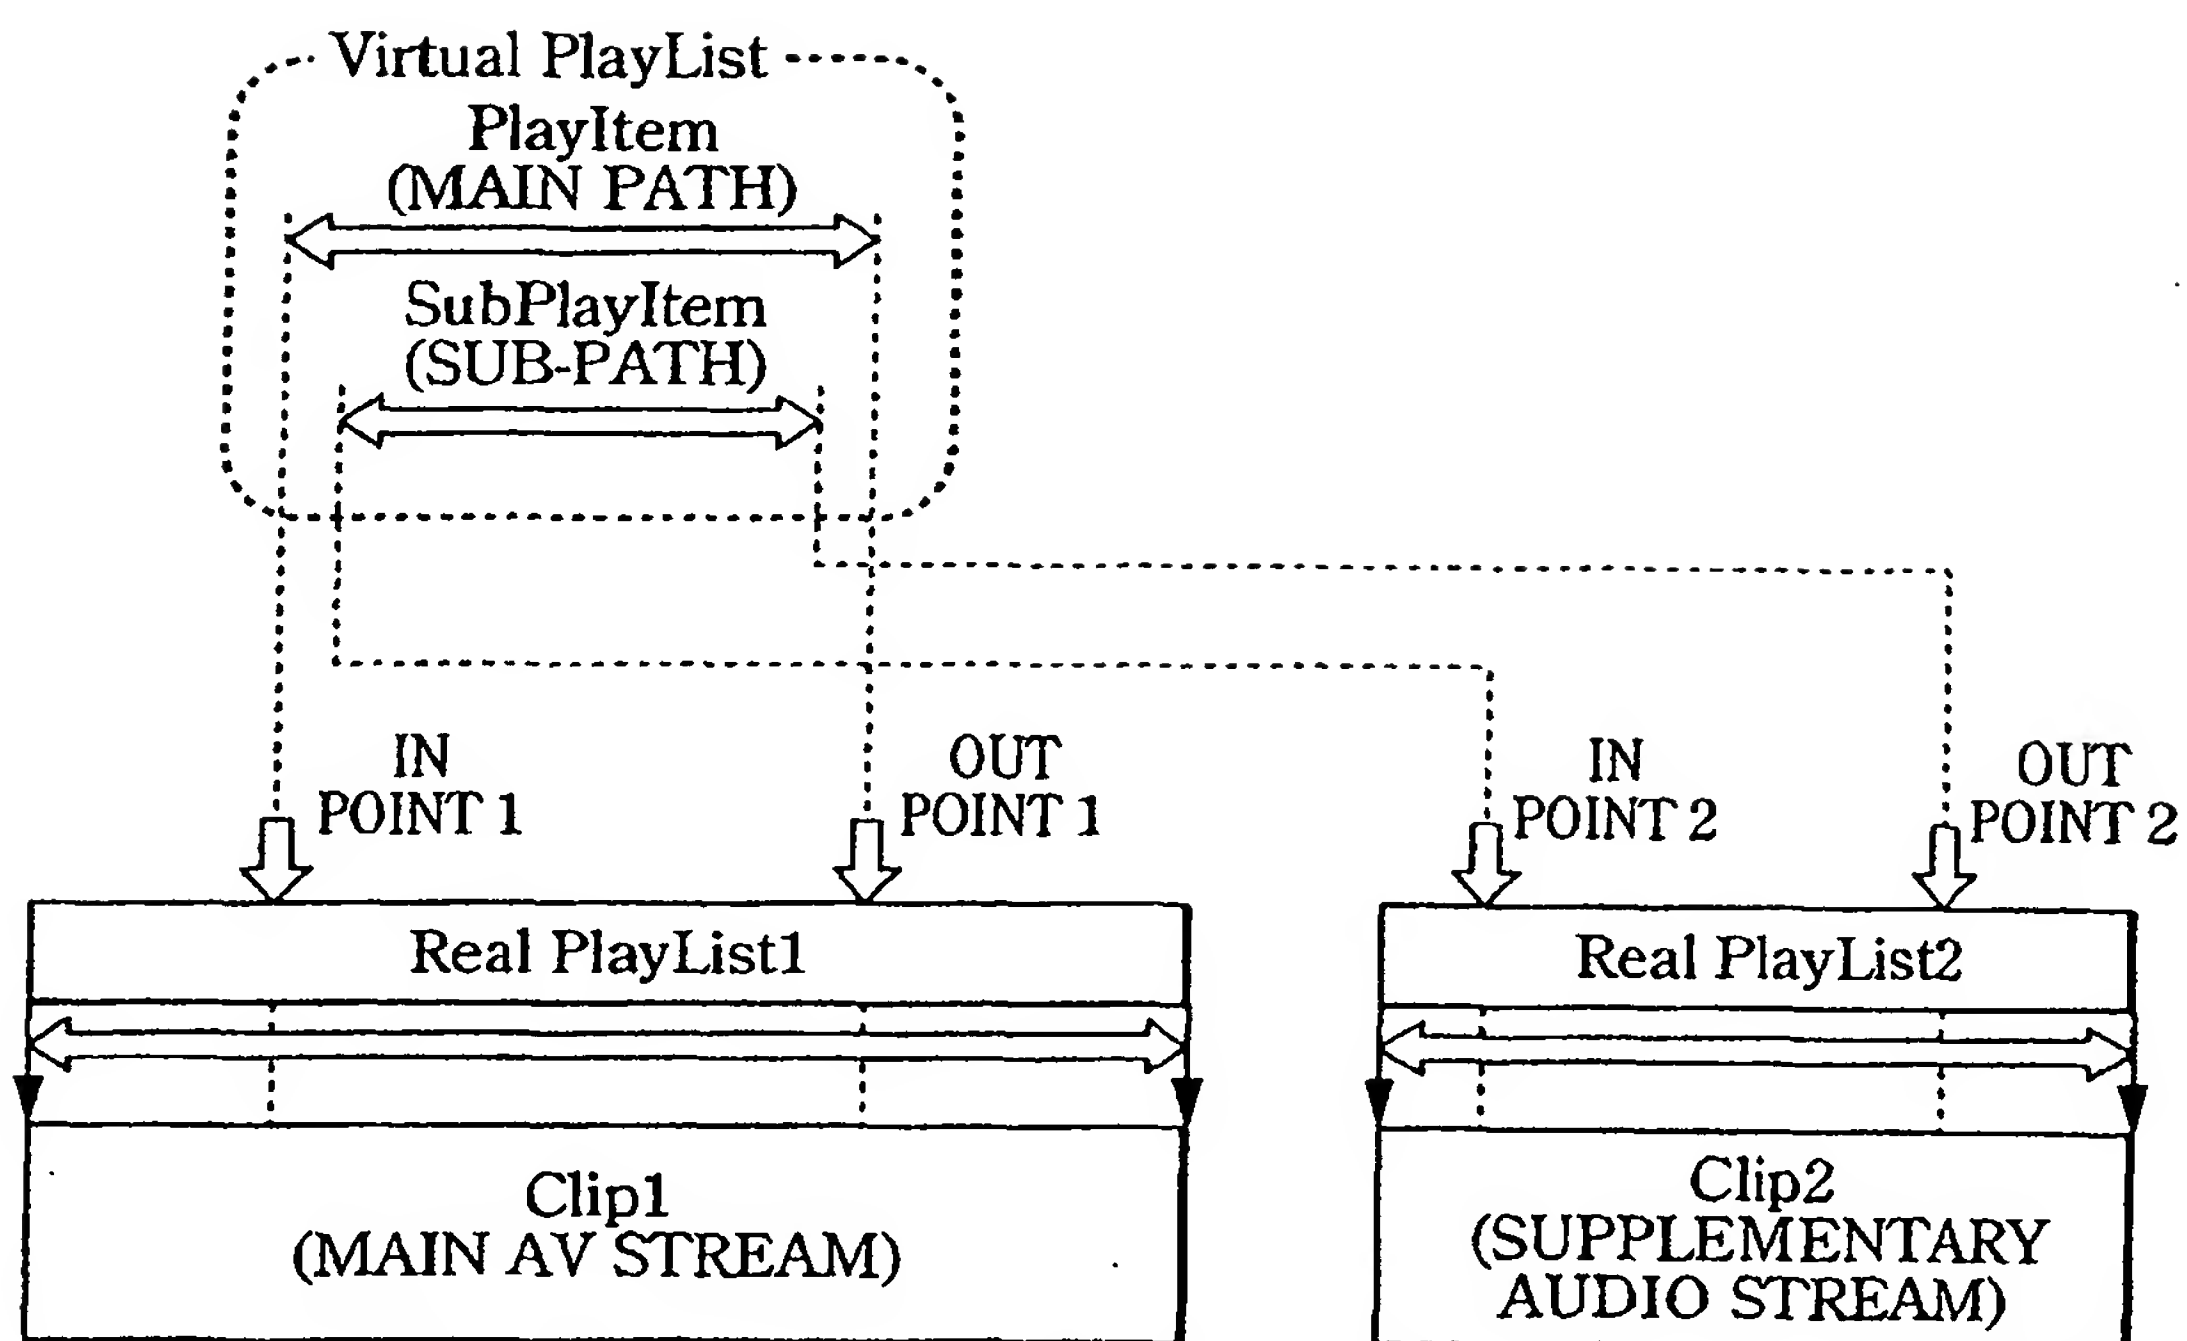 Virtual PlayList
PlayItem
(MAIN PATH)
SubPlayItem
(SUB-PATH)
IN
POINT 1
OUT
POINT 1
IN
POINT 2
OUT
POINT 2
Real PlayList1
Real PlayList2
Clip1
(MAIN AV STREAM)
Clip2
(SUPPLEMENTARY
AUDIO STREAM)